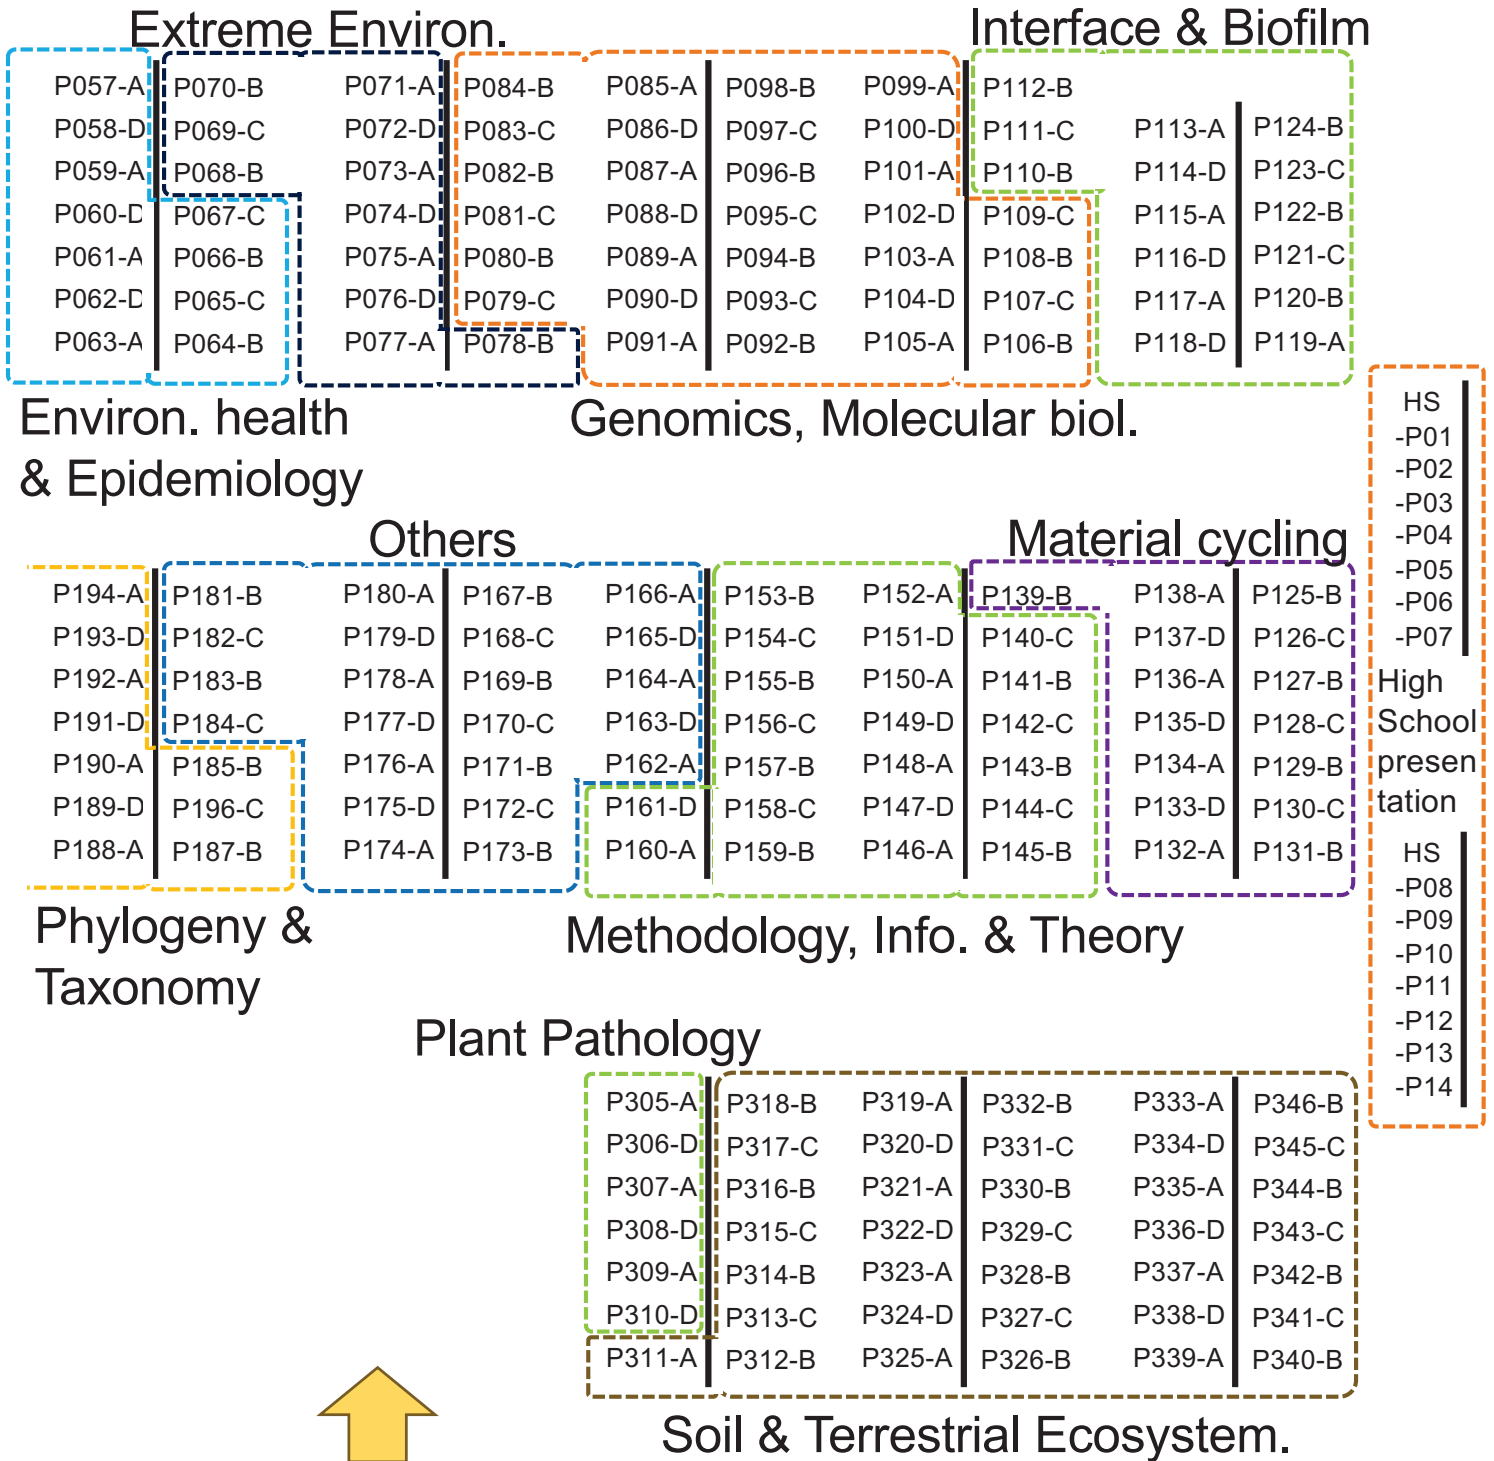 Extreme Environ.
Interface & Biofilm
P057-A P070-B P071-A P084-B P085-A P098-B P099-A P112-B
P058-D P069-C P072-D P083-C P086-D P097-C P100-D P111-C P113-A P124-B
P059-A P068-B P073-A P082-B P087-A P096-B P101-A P110-B P114-D P123-C
P060-D P067-C P074-D P081-C P088-D P095-C P102-D P109-C P115-A P122-B
P061-A P066-B P075-A P080-B P089-A P094-B P103-A P108-B P116-D P121-C
P062-D P065-C P076-D P079-C P090-D P093-C P104-D P107-C P117-A P120-B
P063-A P064-B P077-A P078-B P091-A P092-B P105-A P106-B P118-D P119-A
Environ. health
& Epidemiology
Genomics, Molecular biol.
HS
-P01
-P02
-P03
-P04
-P05
-P06
-P07
High
School
presen
tation
HS
-P08
-P09
-P10
-P11
-P12
-P13
-P14
Others
Material cycling
P194-A P181-B P180-A P167-B P166-A P153-B P152-A P139-B P138-A P125-B
P193-D P182-C P179-D P168-C P165-D P154-C P151-D P140-C P137-D P126-C
P192-A P183-B P178-A P169-B P164-A P155-B P150-A P141-B P136-A P127-B
P191-D P184-C P177-D P170-C P163-D P156-C P149-D P142-C P135-D P128-C
P190-A P185-B P176-A P171-B P162-A P157-B P148-A P143-B P134-A P129-B
P189-D P196-C P175-D P172-C P161-D P158-C P147-D P144-C P133-D P130-C
P188-A P187-B P174-A P173-B P160-A P159-B P146-A P145-B P132-A P131-B
Phylogeny &
Taxonomy
Methodology, Info. & Theory
Plant Pathology
P305-A P318-B P319-A P332-B P333-A P346-B
P306-D P317-C P320-D P331-C P334-D P345-C
P307-A P316-B P321-A P330-B P335-A P344-B
P308-D P315-C P322-D P329-C P336-D P343-C
P309-A P314-B P323-A P328-B P337-A P342-B
P310-D P313-C P324-D P327-C P338-D P341-C
P311-A P312-B P325-A P326-B P339-A P340-B
Soil & Terrestrial Ecosystem.